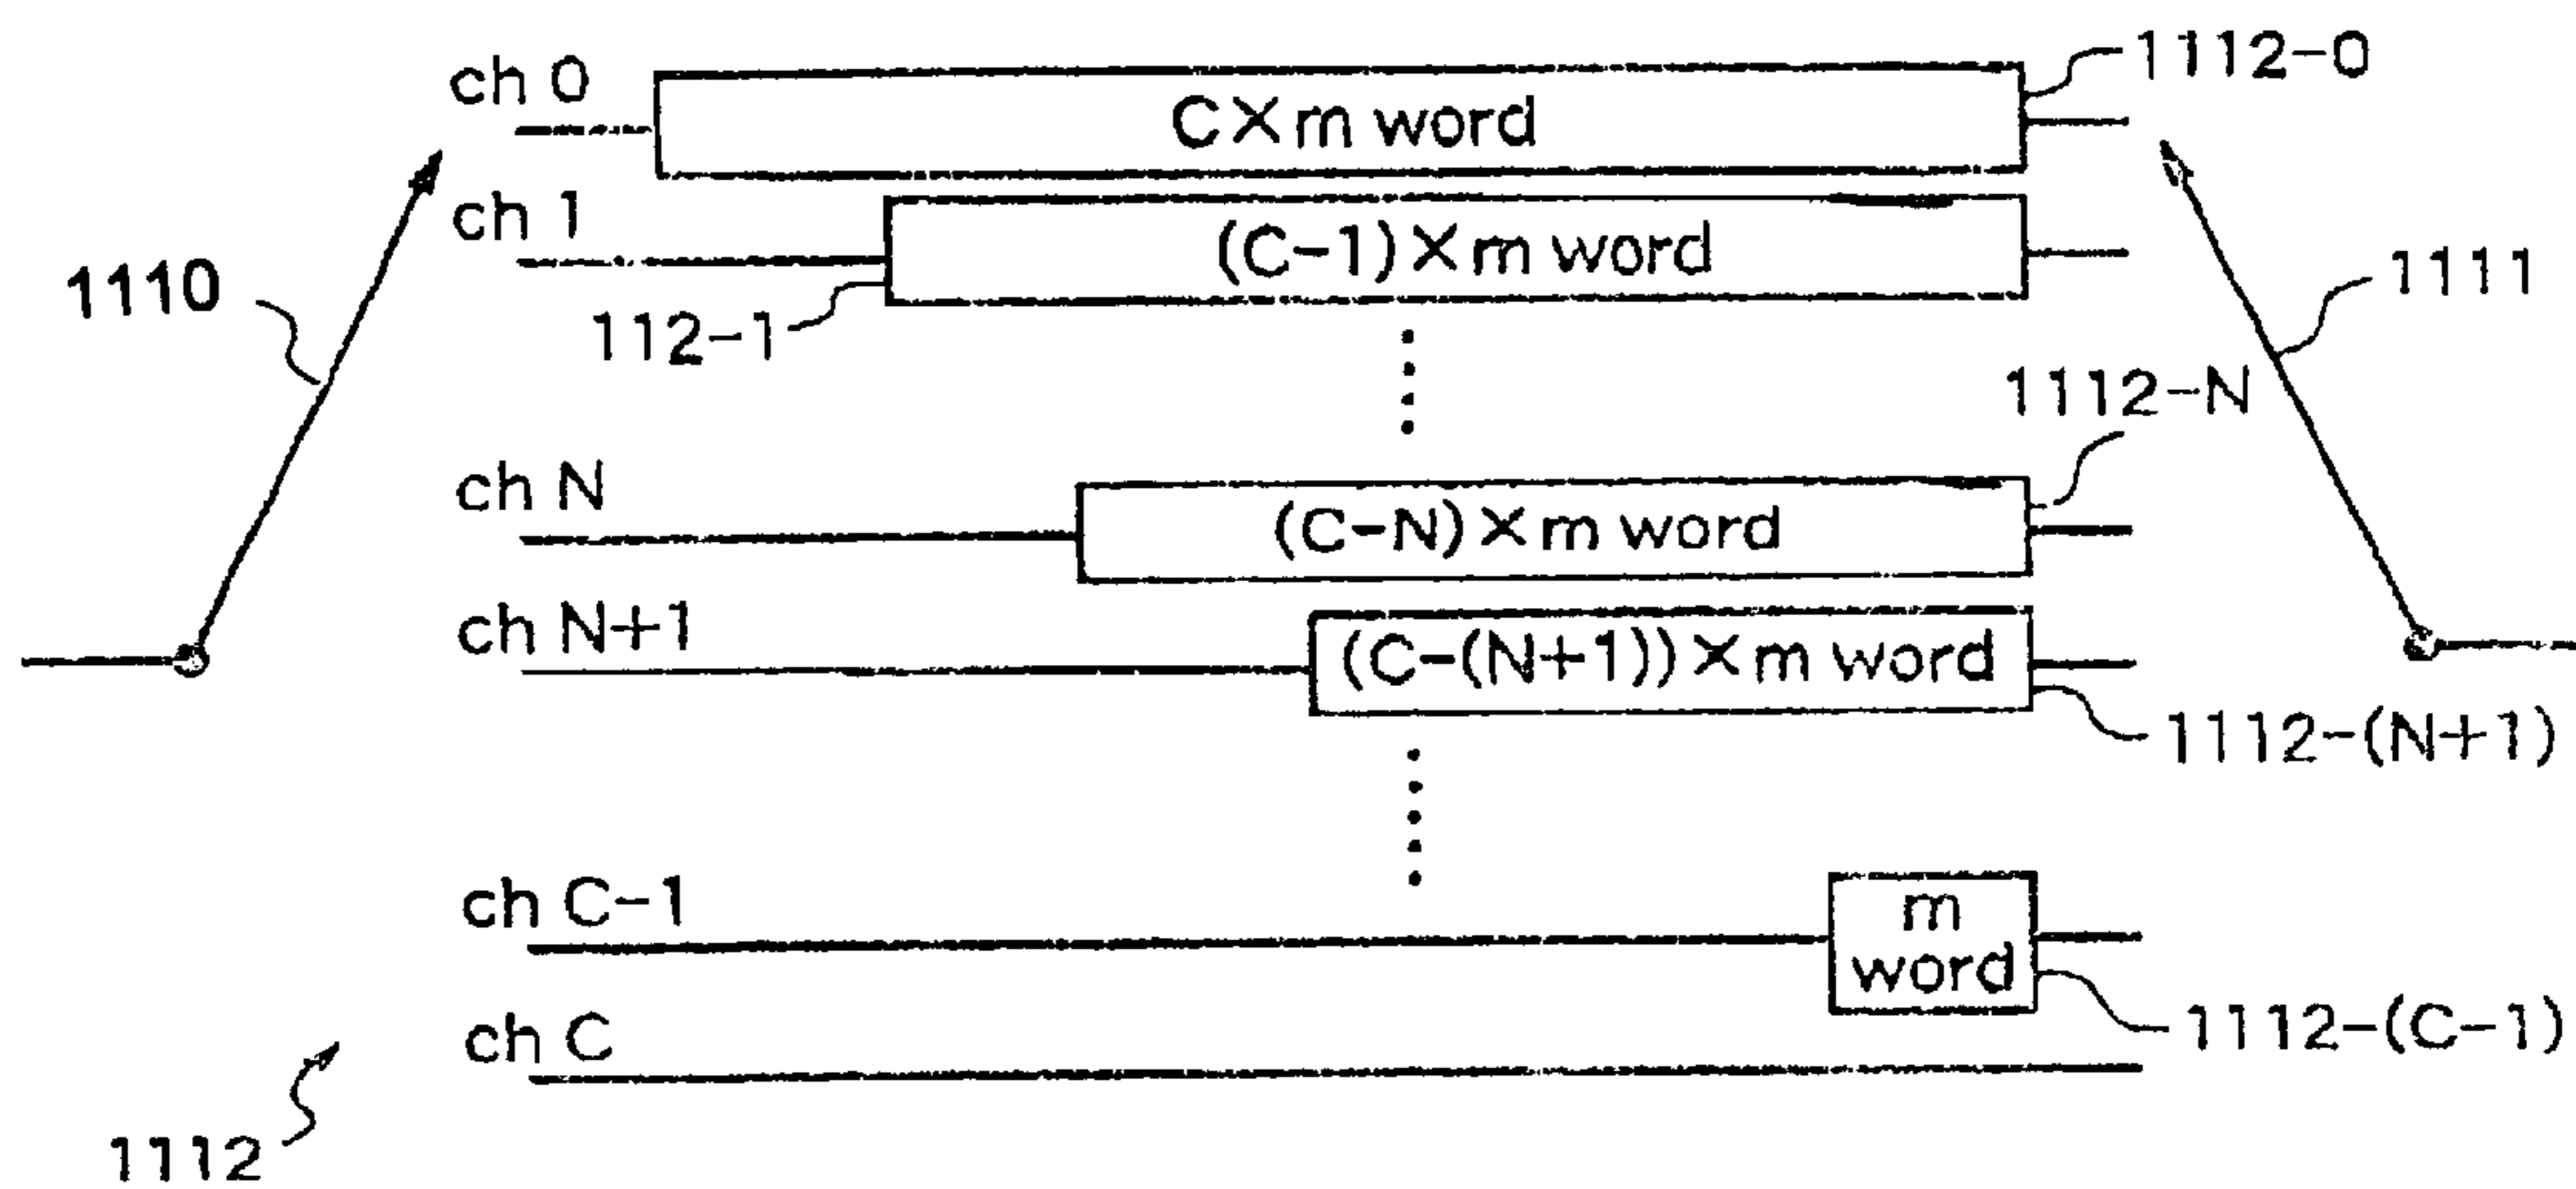 ch 0
C×m word
1112-0
ch 1
(C-1)×m word
1110
112-1
1111
1112-N
ch N
(C-N)×m word
ch N+1
(C-(N+1))×m word
1112-(N+1)
ch C-1
m
word
1112-(C-1)
ch C
1112